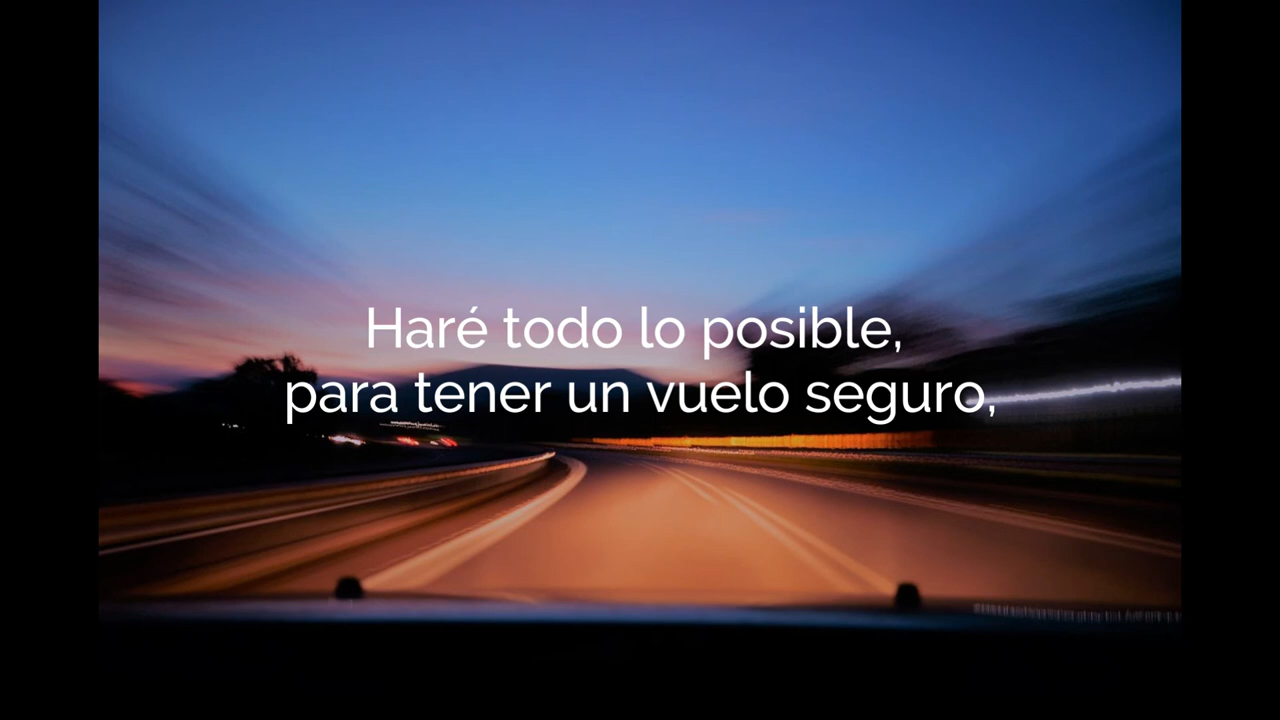 Haré todo lo posible,
para tener un vuelo seguro,